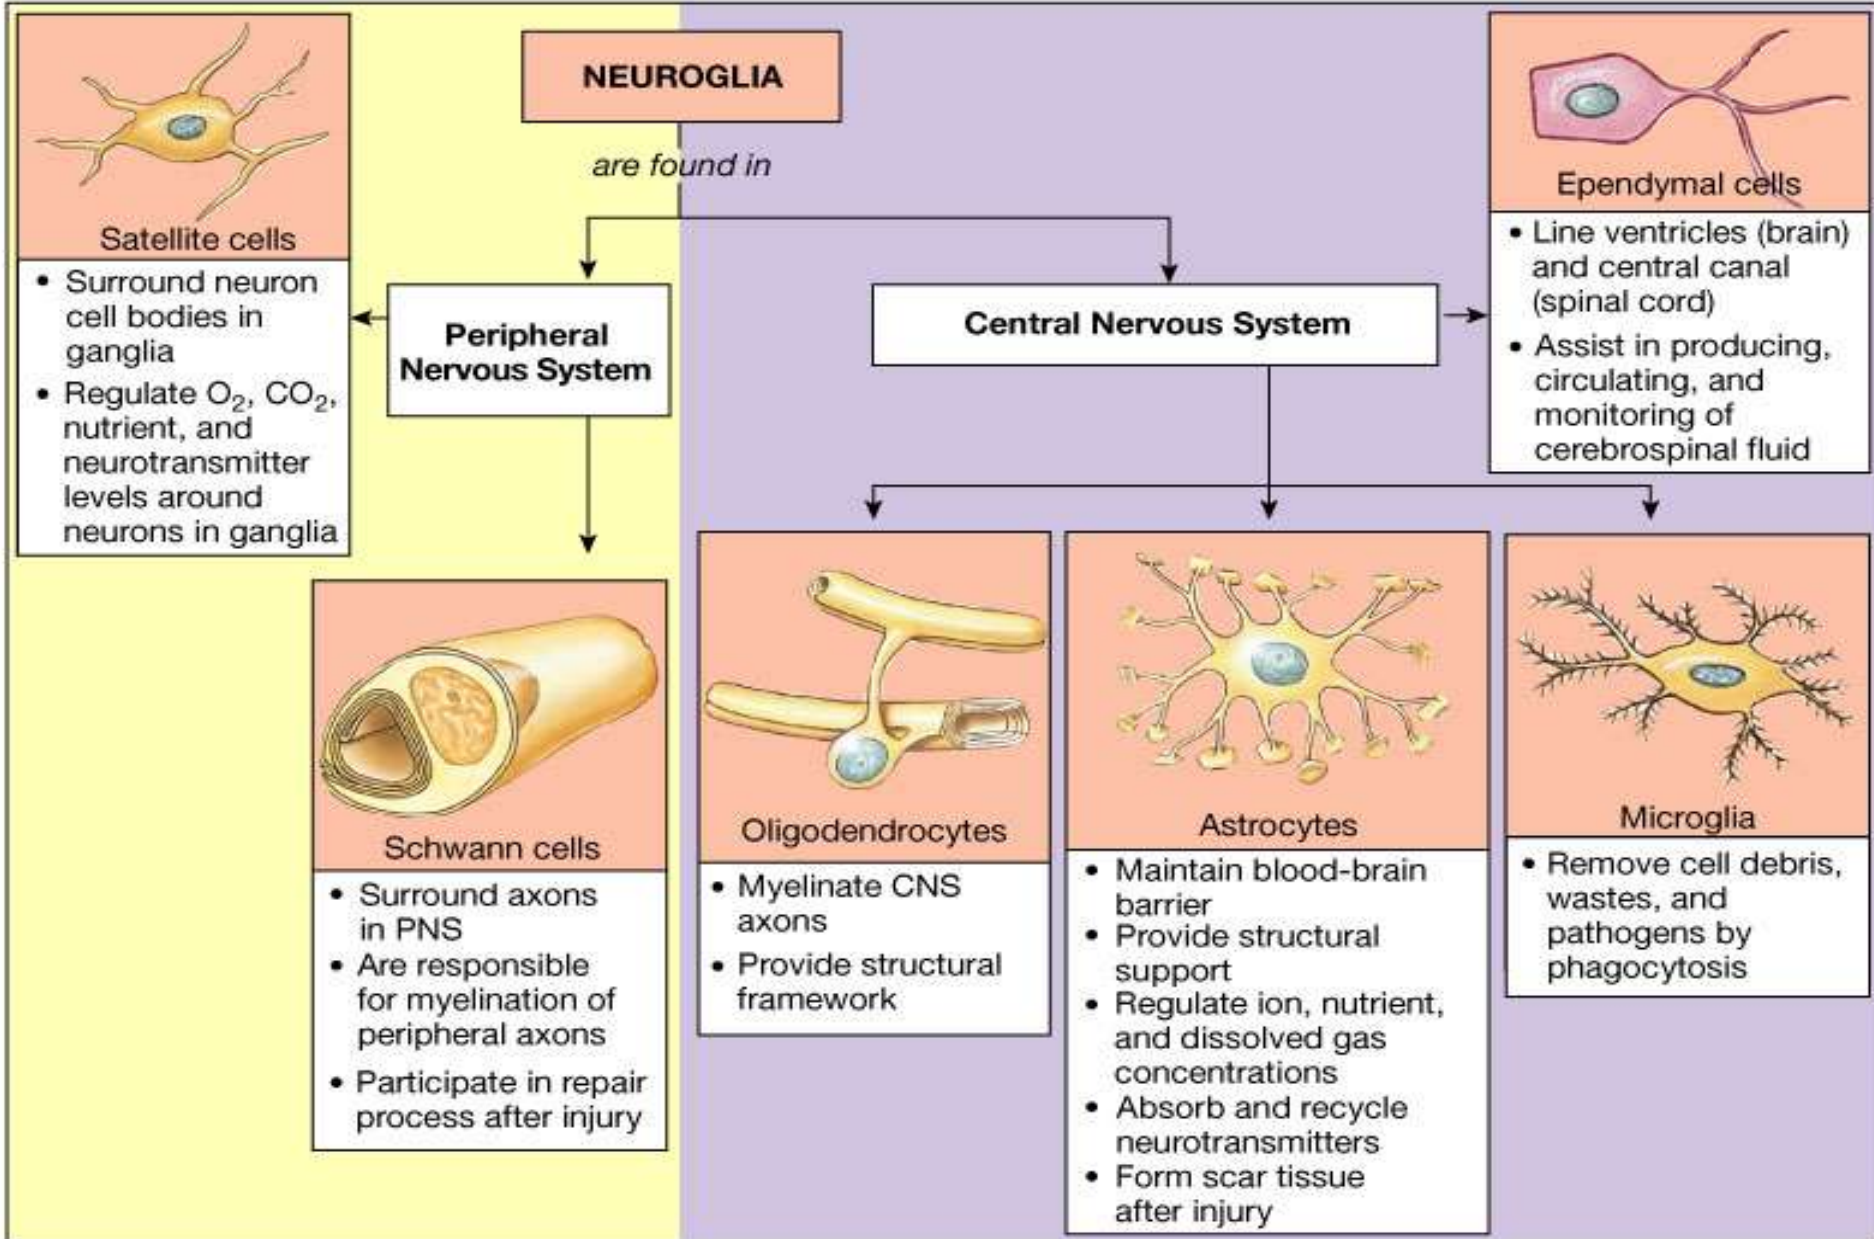 NEUROGLIA
are found in
Peripheral
Nervous System
Central Nervous System
Satellite cells
• Surround neuron
cell bodies in
ganglia
• Regulate O₂, CO₂,
nutrient, and
neurotransmitter
levels around
neurons in ganglia
Schwann cells
• Surround axons
in PNS
• Are responsible
for myelination of
peripheral axons
• Participate in repair
process after injury
Oligodendrocytes
• Myelinate CNS
axons
• Provide structural
framework
Astrocytes
• Maintain blood-brain
barrier
• Provide structural
support
• Regulate ion, nutrient,
and dissolved gas
concentrations
• Absorb and recycle
neurotransmitters
• Form scar tissue
after injury
Microglia
• Remove cell debris,
wastes, and
pathogens by
phagocytosis
Ependymal cells
• Line ventricles (brain)
and central canal
(spinal cord)
• Assist in producing,
circulating, and
monitoring of
cerebrospinal fluid